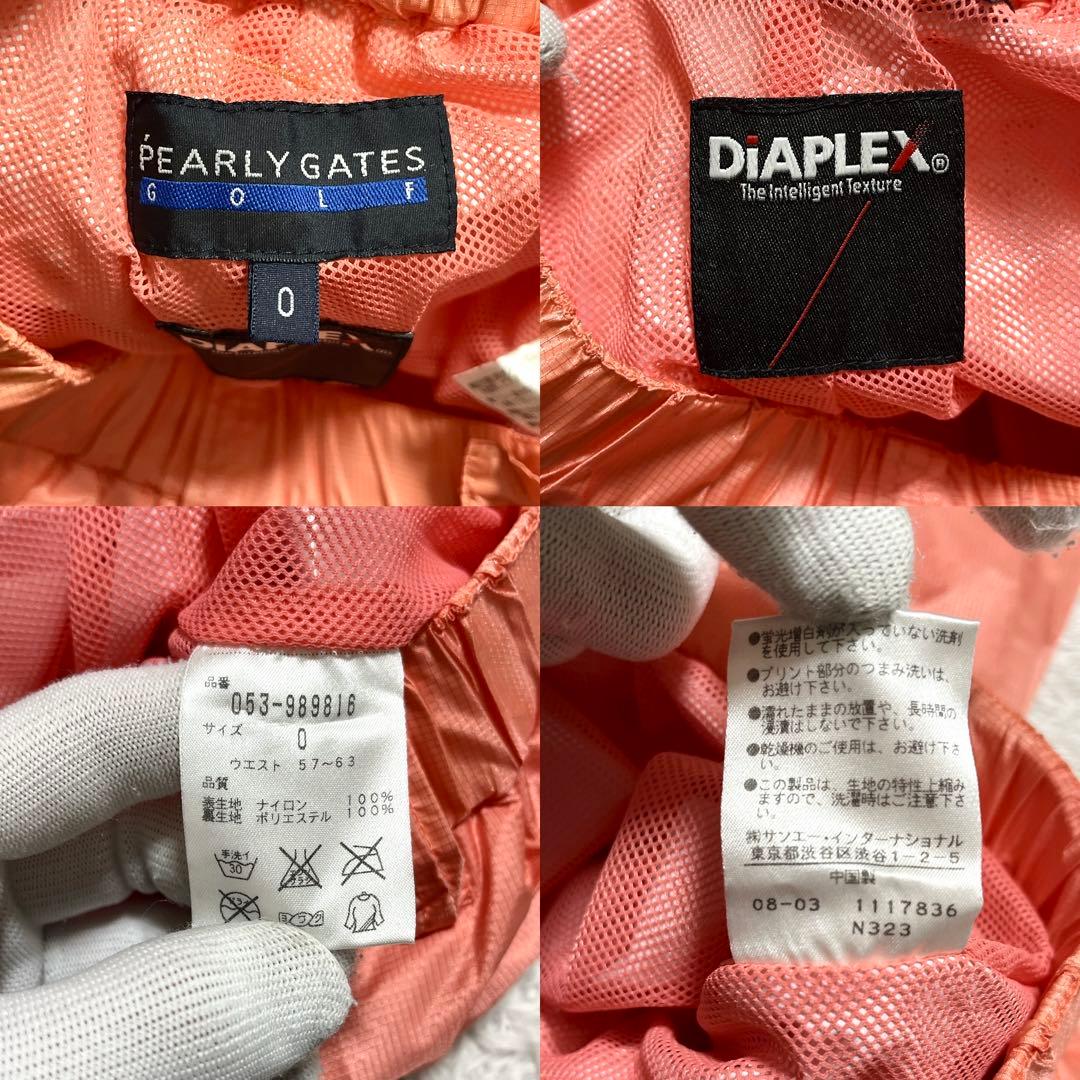 PEARLY GATES
GOLF
0
DiAPLEX
DiAPLEX®
The Intelligent Texture
品番
053-989816
サイズ
0
ウエスト 57〜63
品質
表生地 ナイロン 100%
裏生地 ポリエステル 100%
手洗イ
30
ヨワク
●蛍光増白剤が入っていない洗剤
を使用して下さい。
●プリント部分のつまみ洗いは、
お避け下さい。
●濡れたままの放置や、長時間の
浸漬はしないで下さい。
●乾燥機のご使用は、お避け下さ
い。
●この製品は、生地の特性上縮み
ますので、洗濯時はご注意下さ
い。
㈱サンエー・インターナショナル
東京都渋谷区渋谷1-2-5
中国製
08-03 1117836
N323